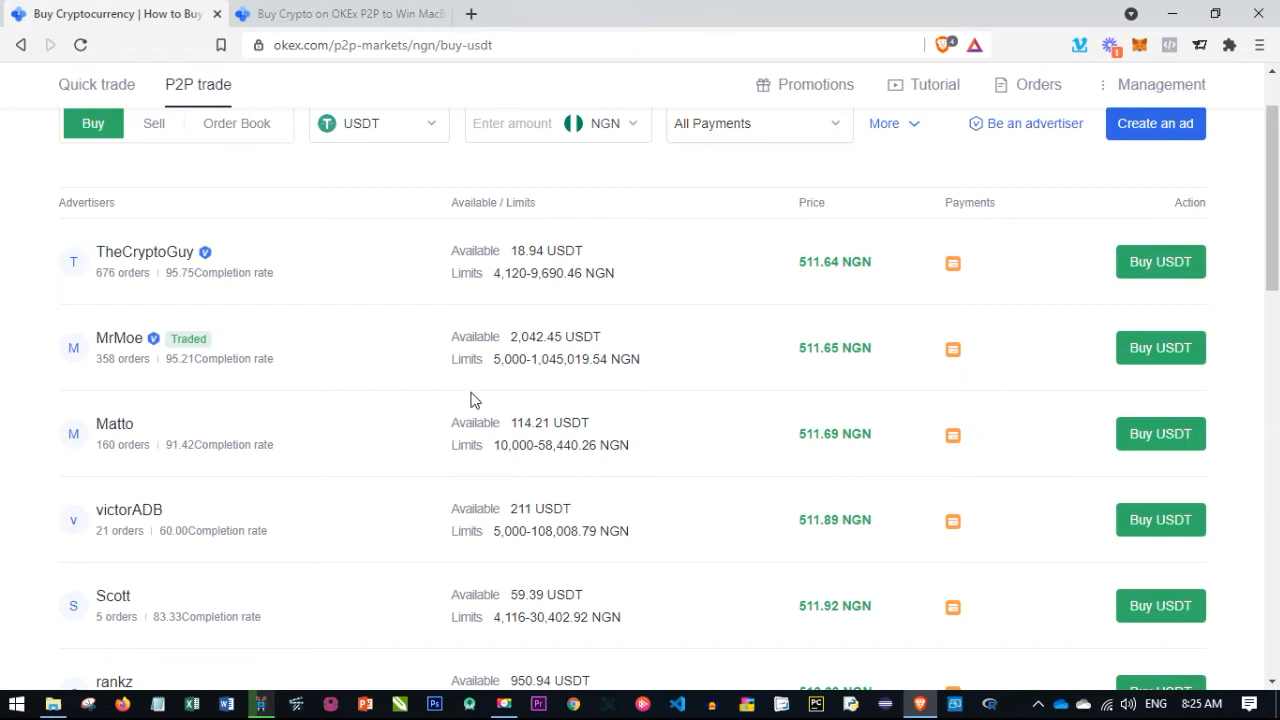 Buy Cryptocurrency | How to Buy
Buy Crypto on OKEx P2P to Win MacB
okex.com/p2p-markets/ngn/buy-usdt
4
1
Quick trade
P2P trade
Promotions
Tutorial
Orders
Management
Buy
Sell
Order Book
T USDT
Enter amount
NGN
All Payments
More
Be an advertiser
Create an ad
Advertisers
Available / Limits
Price
Payments
Action
T
TheCryptoGuy
676 orders
95.75Completion rate
Available 18.94 USDT
Limits 4,120-9,690.46 NGN
511.64 NGN
Buy USDT
M
MrMoe
Traded
358 orders
95.21Completion rate
Available 2,042.45 USDT
Limits 5,000-1,045,019.54 NGN
511.65 NGN
Buy USDT
M
Matto
160 orders
91.42Completion rate
Available 114.21 USDT
Limits 10,000-58,440.26 NGN
511.69 NGN
Buy USDT
v
victorADB
21 orders
60.00Completion rate
Available 211 USDT
Limits 5,000-108,008.79 NGN
511.89 NGN
Buy USDT
S
Scott
5 orders
83.33Completion rate
Available 59.39 USDT
Limits 4,116-30,402.92 NGN
511.92 NGN
Buy USDT
rankz
Available 950.94 USDT
ENG
8:25 AM